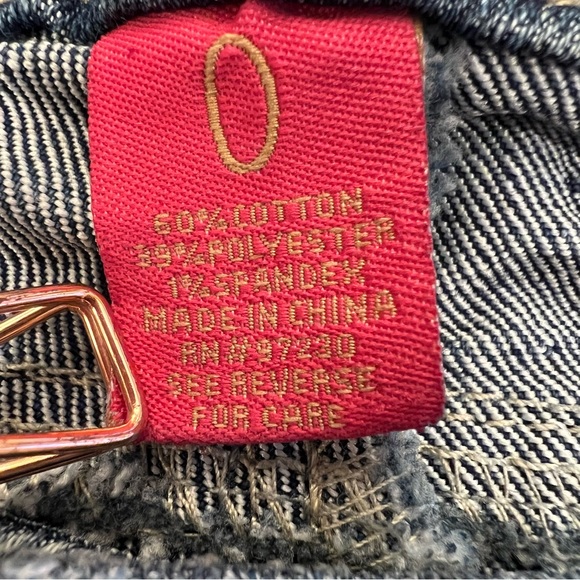 0
60% COTTON
39% POLYESTER
1% SPANDEX
MADE IN CHINA
RN# 97230
SEE REVERSE
FOR CARE